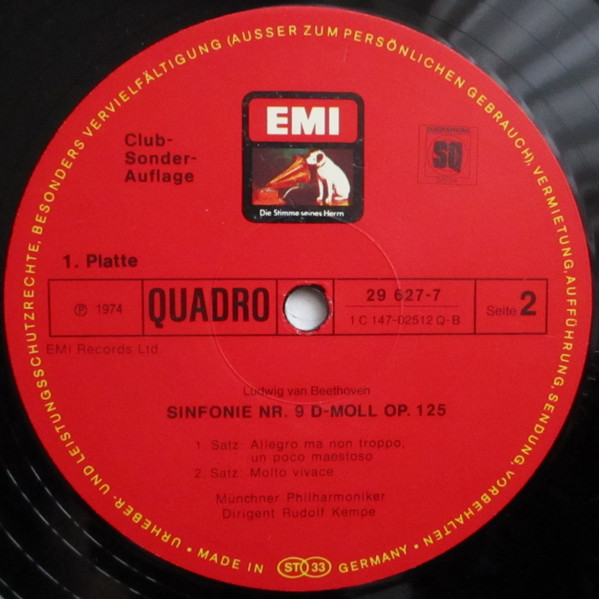 URHEBER- UND LEISTUNGSSCHUTZRECHTE, BESONDERS VERVIELFÄLTIGUNG (AUSSER ZUM PERSÖNLICHEN GEBRAUCH), VERMIETUNG, AUFFÜHRUNG, SENDUNG, VORBEHALTEN • MADE IN ST 33 GERMANY •
EMI
Die Stimme seines Herrn
Club-
Sonder-
Auflage
SQ
1. Platte
℗ 1974
QUADRO
29 627-7
1 C 147-02512 Q-B
Seite 2
EMI Records Ltd.
Ludwig van Beethoven
SINFONIE NR. 9 D-MOLL OP. 125
1. Satz: Allegro ma non troppo,
un poco maestoso
2. Satz: Molto vivace
Münchner Philharmoniker
Dirigent Rudolf Kempe